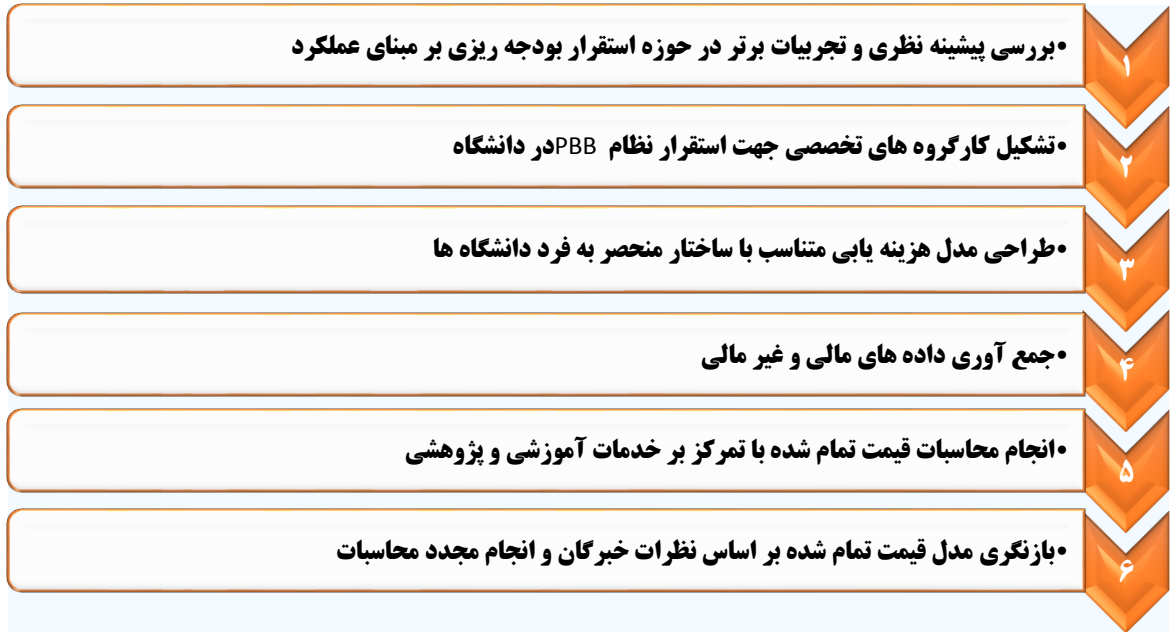 ۱
•بررسی پیشینه نظری و تجربیات برتر در حوزه استقرار بودجه ریزی بر مبنای عملکرد
۲
•تشکیل کارگروه های تخصصی جهت استقرار نظام PBBدر دانشگاه
۳
•طراحی مدل هزینه یابی متناسب با ساختار منحصر به فرد دانشگاه ها
۴
•جمع آوری داده های مالی و غیر مالی
۵
•انجام محاسبات قیمت تمام شده با تمرکز بر خدمات آموزشی و پژوهشی
۶
•بازنگری مدل قیمت تمام شده بر اساس نظرات خبرگان و انجام مجدد محاسبات